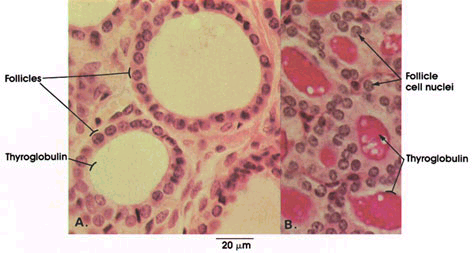 Follicles
Thyroglobulin
A.
Follicle
cell nuclei
Thyroglobulin
B.
20 μm